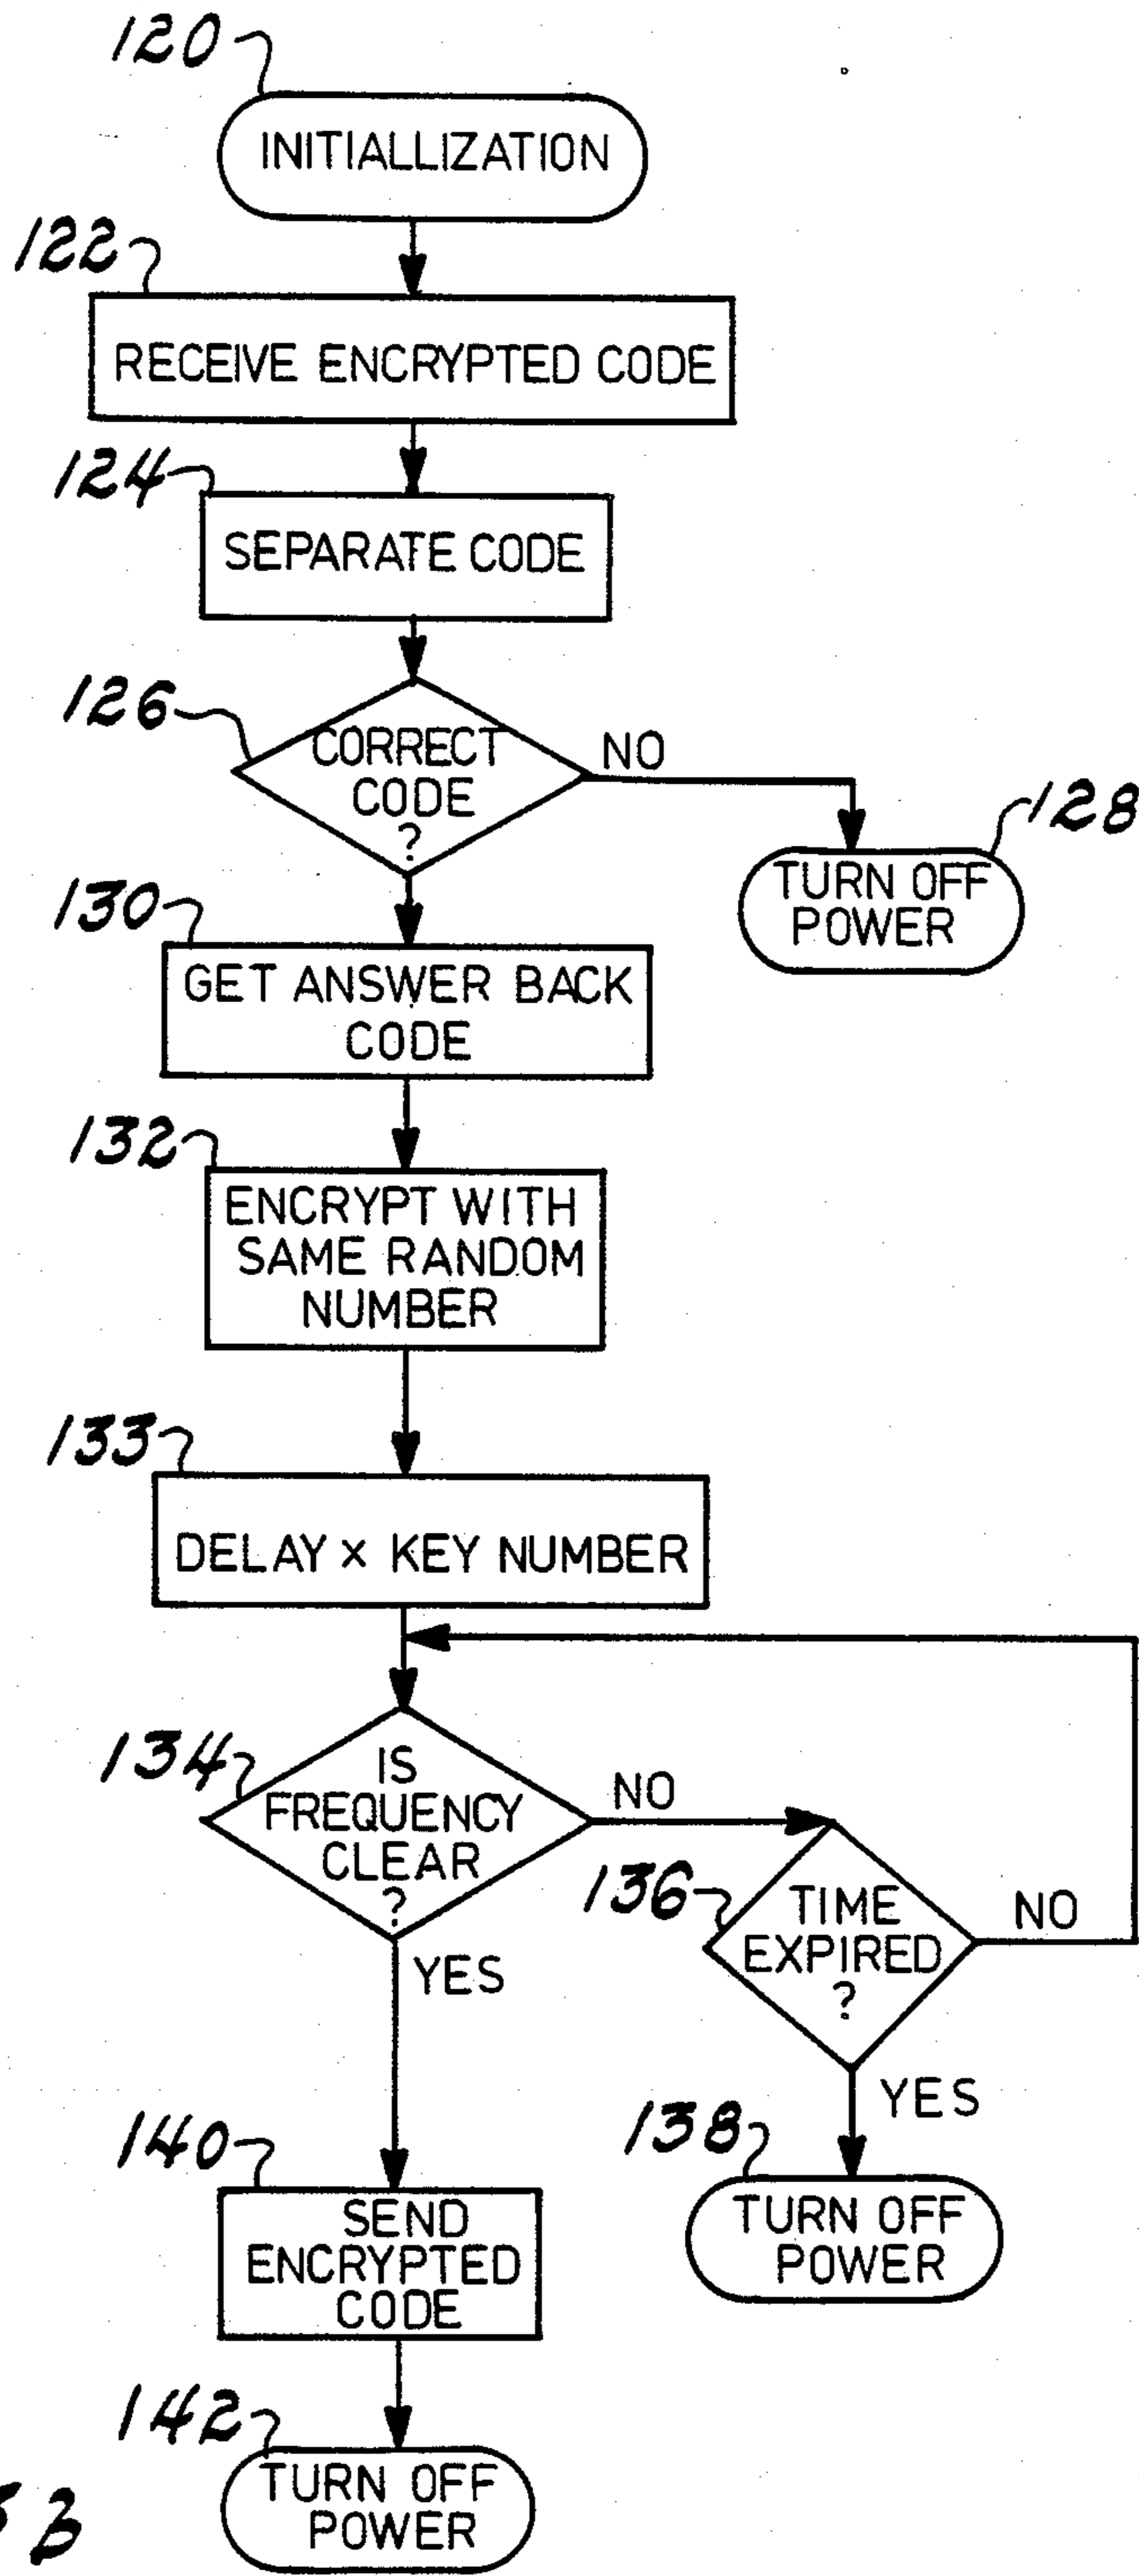 120
INITIALLIZATION
122
RECEIVE ENCRYPTED CODE
124
SEPARATE CODE
126
CORRECT
CODE
?
NO
128
TURN OFF
POWER
130
GET ANSWER BACK
CODE
132
ENCRYPT WITH
SAME RANDOM
NUMBER
133
DELAY x KEY NUMBER
134
IS
FREQUENCY
CLEAR
?
NO
136
TIME
EXPIRED
?
NO
YES
YES
138
TURN OFF
POWER
140
SEND
ENCRYPTED
CODE
142
TURN OFF
POWER